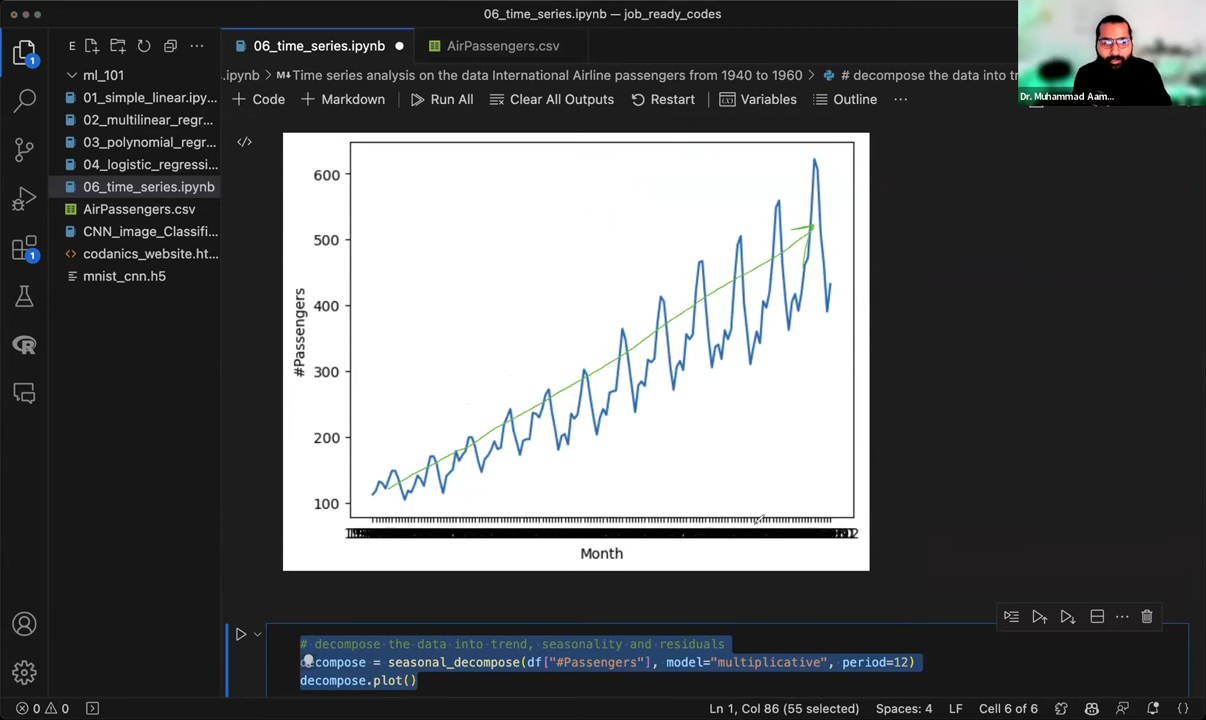 06_time_series.ipynb — job_ready_codes
E
06_time_series.ipynb
AirPassengers.csv
ml_101
01_simple_linear.ipy...
02_multilinear_regr...
03_polynomial_regr...
04_logistic_regressi...
06_time_series.ipynb
AirPassengers.csv
CNN_image_Classifi...
codanics_website.ht...
mnist_cnn.h5
1
1
.ipynb > M↓Time series analysis on the data International Airline passengers from 1940 to 1960 > # decompose the data into tr
+ Code + Markdown Run All Clear All Outputs Restart Variables Outline ...
Dr. Muhammad Aam...
600
500
400
300
200
100
#Passengers
Month
# decompose the data into trend, seasonality and residuals
decompose = seasonal_decompose(df["#Passengers"], model="multiplicative", period=12)
decompose.plot()
0 0 Ln 1, Col 86 (55 selected) Spaces: 4 LF Cell 6 of 6